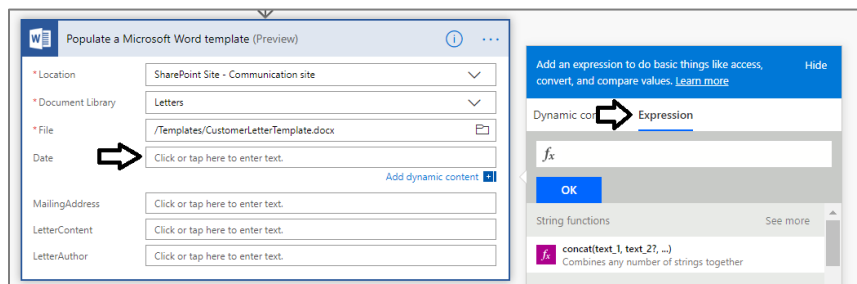 Populate a Microsoft Word template (Preview)
* Location
SharePoint Site - Communication site
* Document Library
Letters
* File
/Templates/CustomerLetterTemplate.docx
Date
Click or tap here to enter text.
Add dynamic content
MailingAddress
Click or tap here to enter text.
LetterContent
Click or tap here to enter text.
LetterAuthor
Click or tap here to enter text.
Add an expression to do basic things like access,
convert, and compare values. Learn more
Hide
Dynamic con
Expression
fx
OK
String functions
See more
fx
concat(text_1, text_2?, ...)
Combines any number of strings together